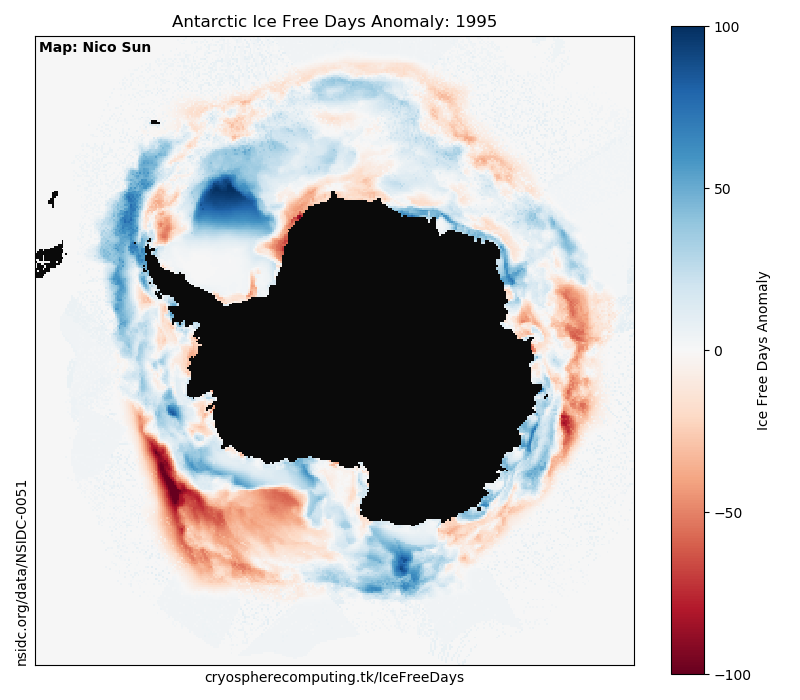 Antarctic Ice Free Days Anomaly: 1995
Map: Nico Sun
nsidc.org/data/NSIDC-0051
cryospherecomputing.tk/IceFreeDays
100
50
0
−50
−100
Ice Free Days Anomaly